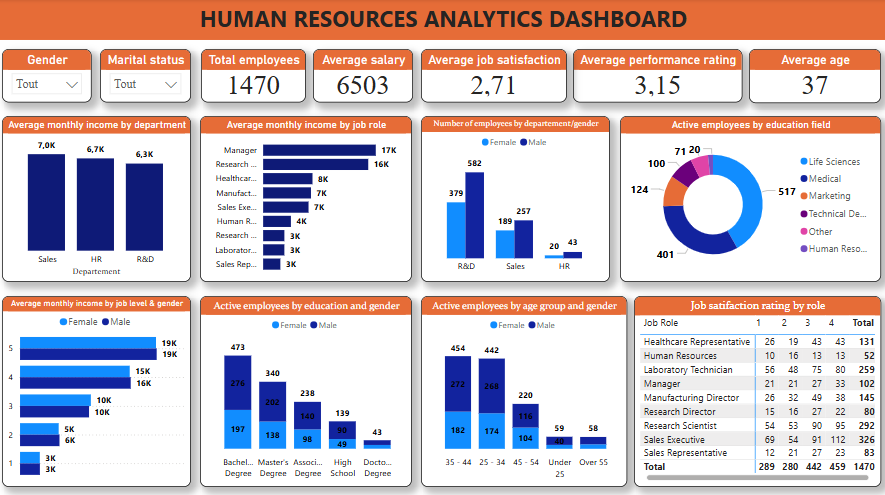 HUMAN RESOURCES ANALYTICS DASHBOARD
Gender
Tout
Marital status
Tout
Total employees
1470
Average salary
6503
Average job satisfaction
2,71
Average performance rating
3,15
Average age
37
Average monthly income by department
7,0K
6,7K
6,3K
Sales HR R&D
Departement
Average monthly income by job role
Manager 17K
Research ... 16K
Healthcar... 8K
Manufact... 7K
Sales Exe... 7K
Human R... 4K
Research ... 3K
Laborator... 3K
Sales Rep... 3K
Number of employees by departement/gender
Female Male
379 582
189 257
20 43
R&D Sales HR
Active employees by education field
517
401
124
100
71
20
Life Sciences
Medical
Marketing
Technical De...
Other
Human Reso...
Average monthly income by job level & gender
Female Male
5 19K
19K
4 15K
16K
3 10K
10K
2 5K
6K
1 3K
3K
Active employees by education and gender
Female Male
473 276 197
340 202 138
238 140 98
139 90 49
43
Bachel... Master's Associ... High Docto...
Degree Degree Degree School Degree
Active employees by age group and gender
Female Male
454 272 182
442 268 174
220 116 104
59 40
58
35 - 44 25 - 34 45 - 54 Under Over 55
25
Job satifaction rating by role
Job Role 1 2 3 4 Total
Healthcare Representative 26 19 43 43 131
Human Resources 10 16 13 13 52
Laboratory Technician 56 48 75 80 259
Manager 21 21 27 33 102
Manufacturing Director 26 32 49 38 145
Research Director 15 16 27 22 80
Research Scientist 54 53 90 95 292
Sales Executive 69 54 91 112 326
Sales Representative 12 21 27 23 83
Total 289 280 442 459 1470